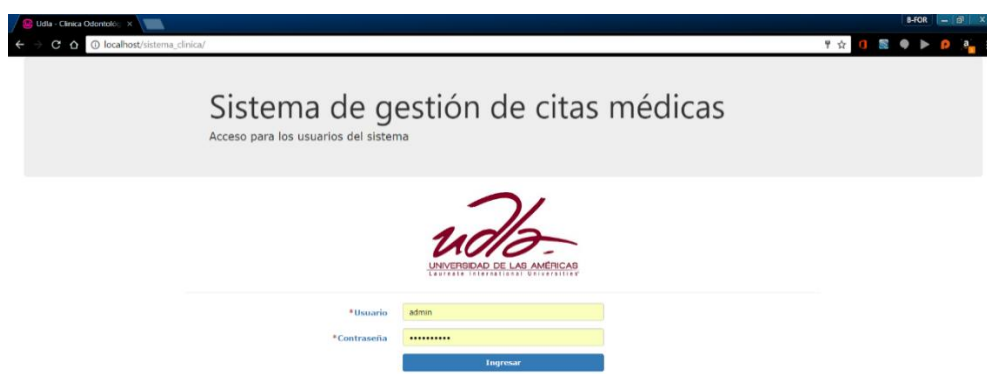 Udla - Clinica Odontoló
B-FOR
localhost/sistema_clinica/
Sistema de gestión de citas médicas
Acceso para los usuarios del sistema
udla-
UNIVERSIDAD DE LAS AMÉRICAS
Laureate International Universities
*Usuario admin
*Contraseña ••••••••••
Ingresar